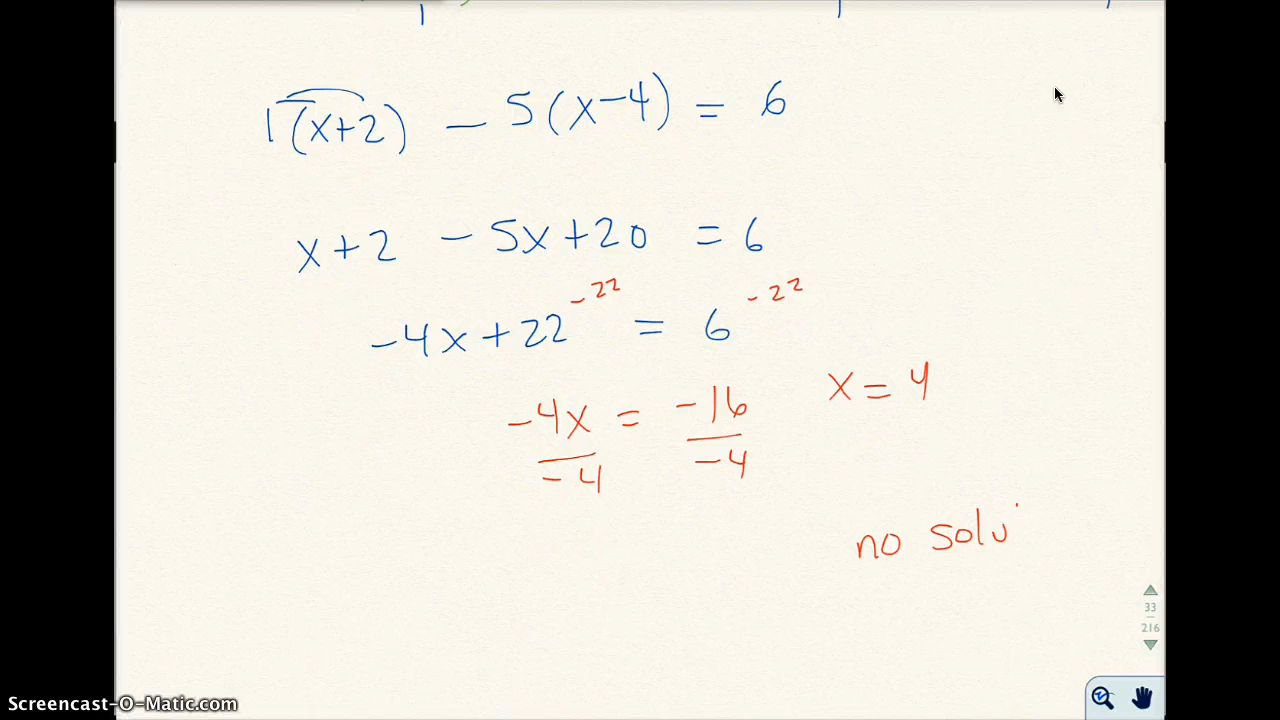 1(x+2) - 5(x-4) = 6
x+2 - 5x+20 = 6
-22 -22
-4x+22 = 6
x = 4
-4x = -16
-4 -4
no solu
33
216
Screencast-O-Matic.com